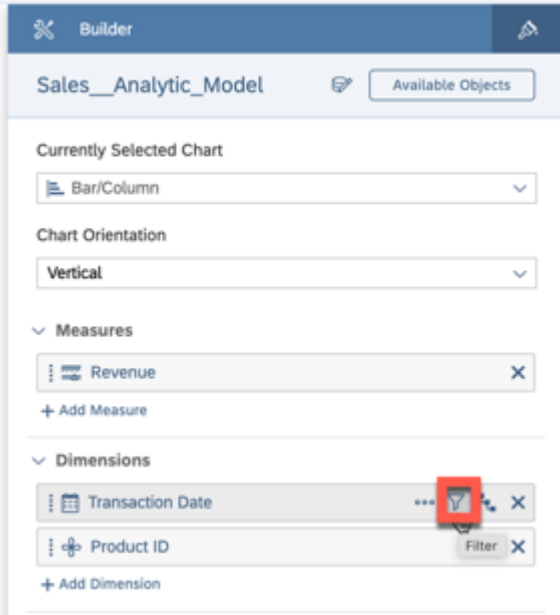 Builder
Sales__Analytic_Model
Available Objects
Currently Selected Chart
Bar/Column
Chart Orientation
Vertical
Measures
Revenue
+ Add Measure
Dimensions
Transaction Date
Product ID
Filter
+ Add Dimension